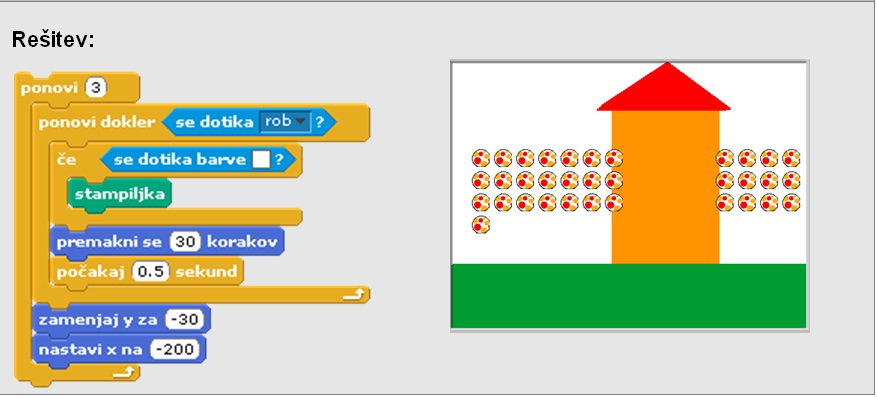 Rešitev:
ponovi 3
ponovi dokler se dotika rob ?
če se dotika barve ?
stampiljka
premakni se 30 korakov
počakaj 0.5 sekund
zamenjaj y za -30
nastavi x na -200